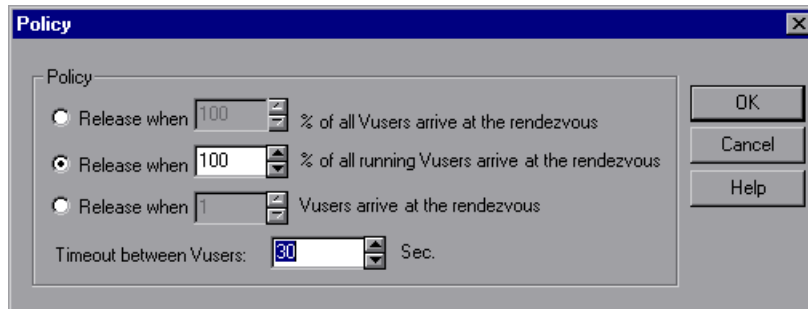 Policy
Policy
Release when 100 % of all Vusers arrive at the rendezvous
OK
Release when 100 % of all running Vusers arrive at the rendezvous
Cancel
Release when 1 Vusers arrive at the rendezvous
Help
Timeout between Vusers: 30 Sec.